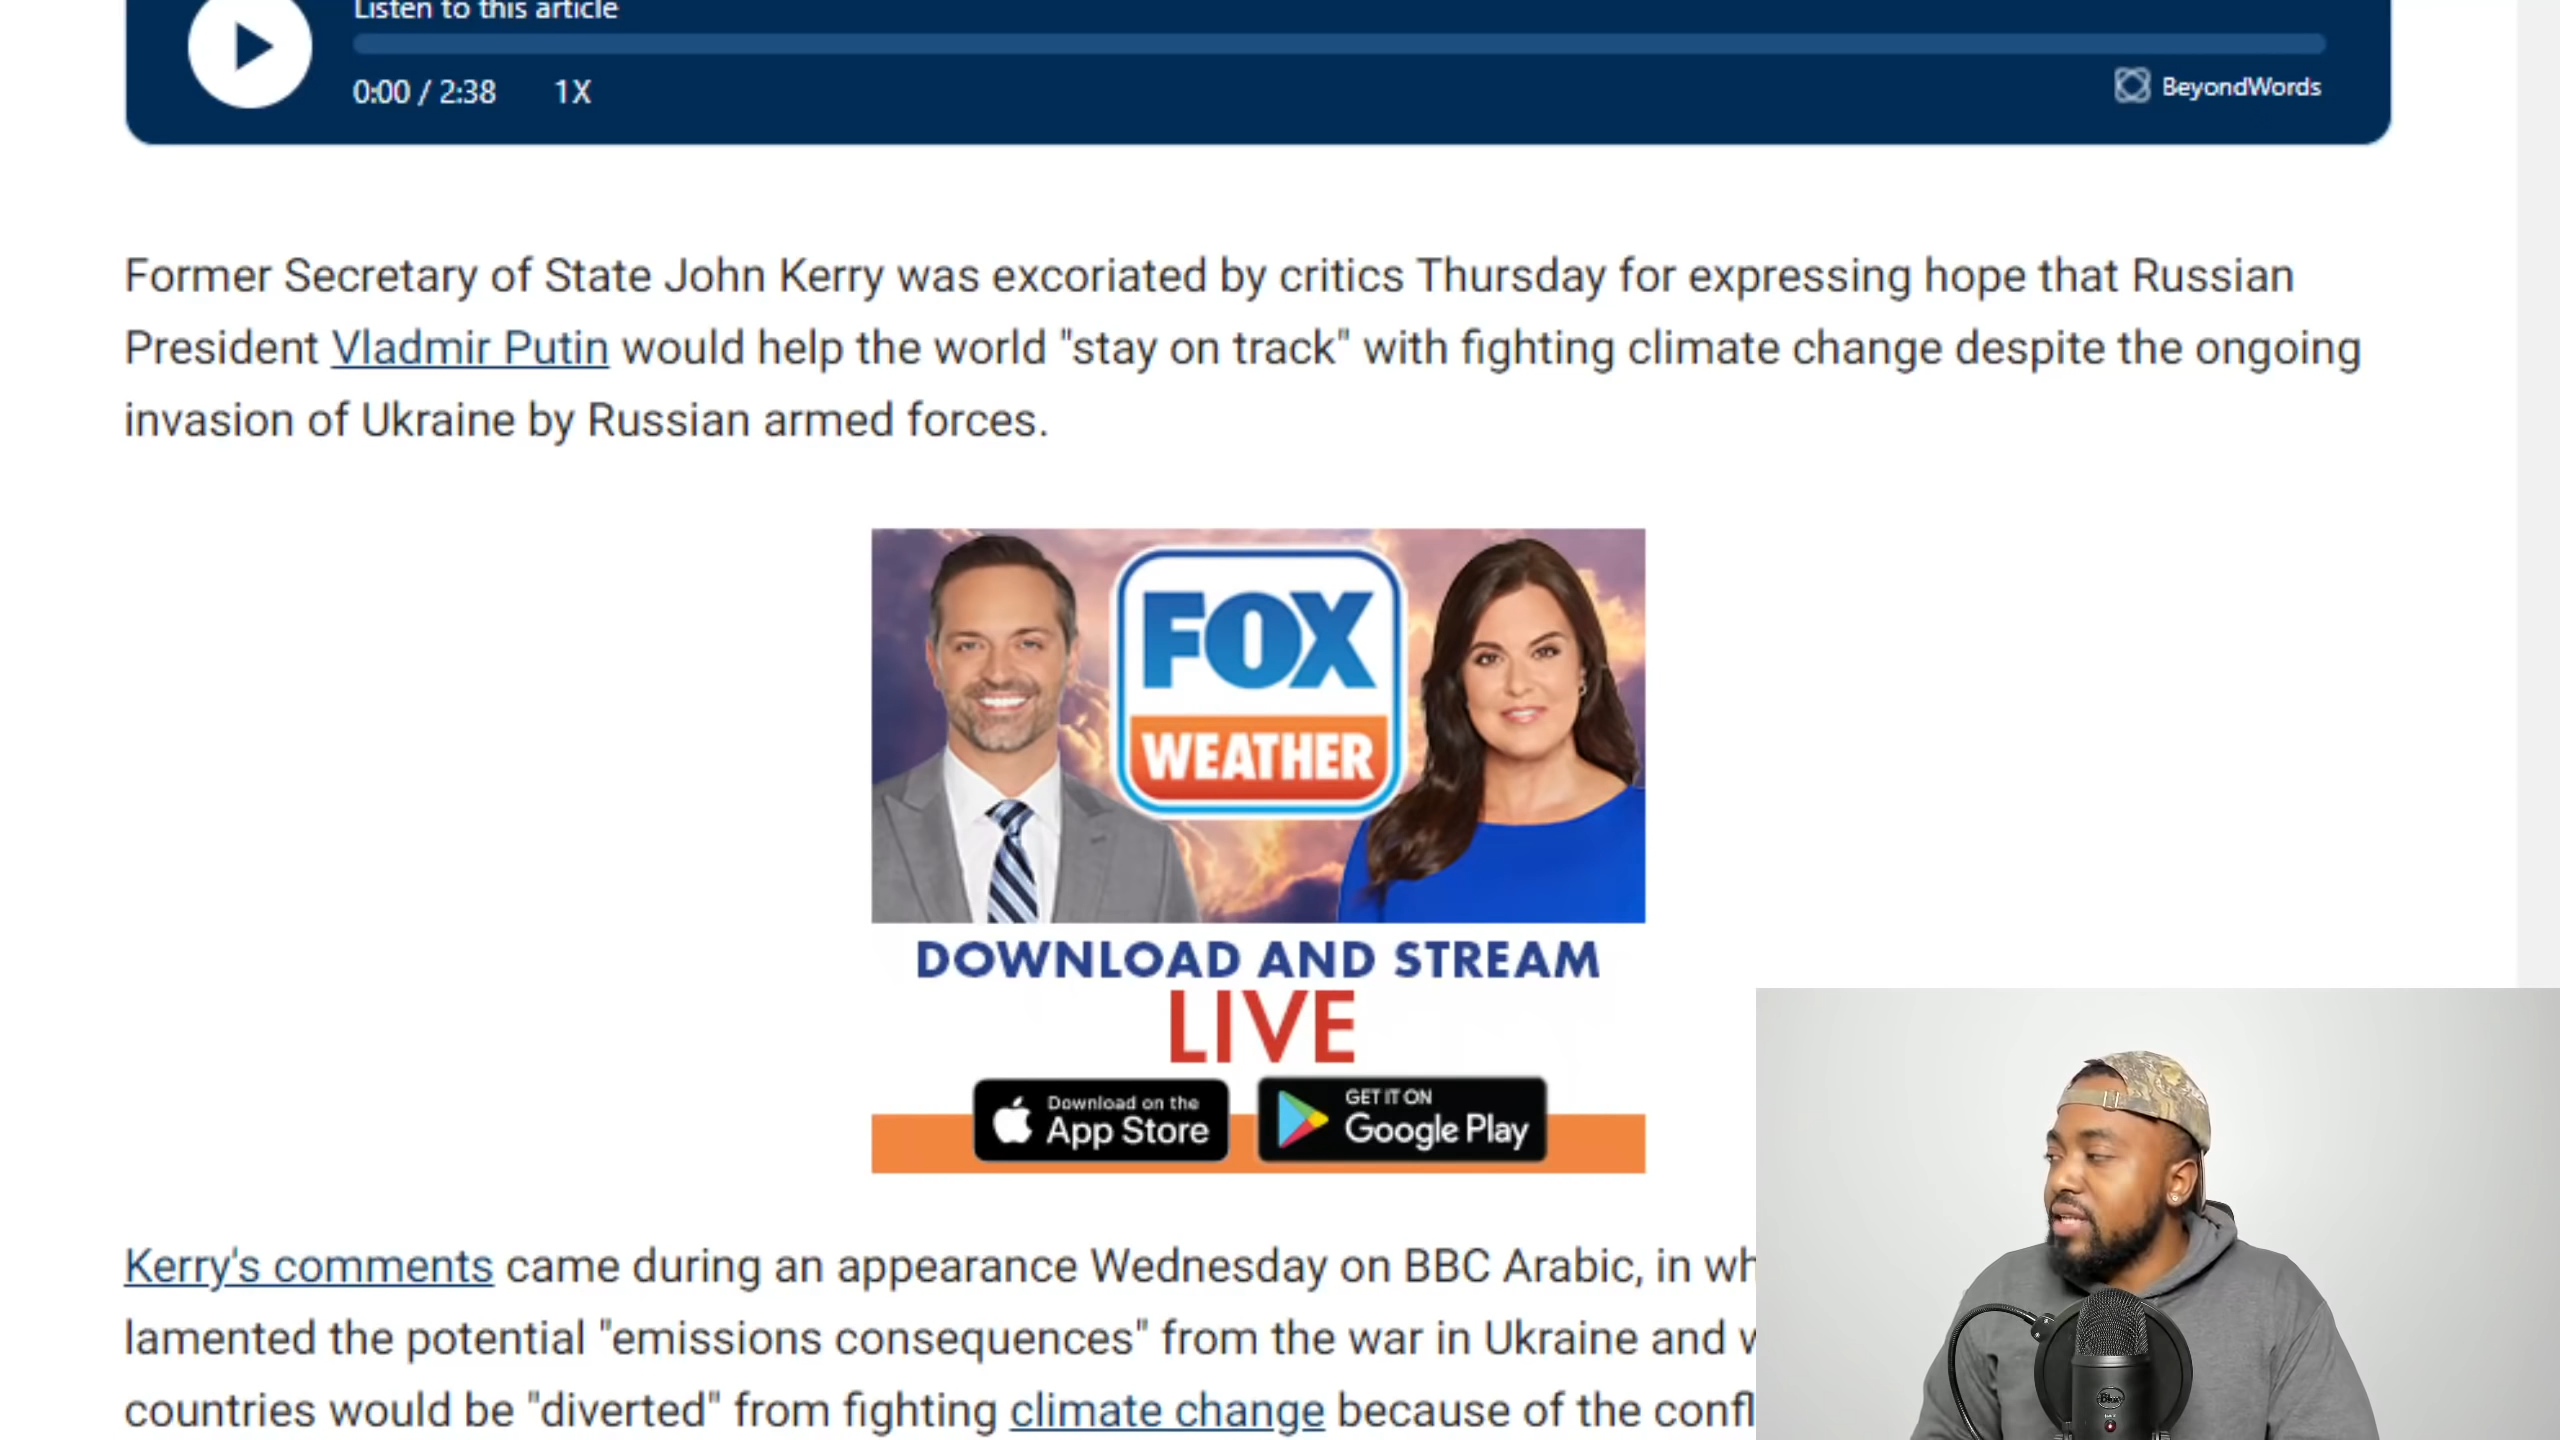 Listen to this article
0:00 / 2:38 1X
BeyondWords
Former Secretary of State John Kerry was excoriated by critics Thursday for expressing hope that Russian
President Vladmir Putin would help the world "stay on track" with fighting climate change despite the ongoing
invasion of Ukraine by Russian armed forces.
FOX
WEATHER
DOWNLOAD AND STREAM
LIVE
Download on the
App Store
GET IT ON
Google Play
Kerry's comments came during an appearance Wednesday on BBC Arabic, in
lamented the potential "emissions consequences" from the war in Ukraine and
countries would be "diverted" from fighting climate change because of the
Blue